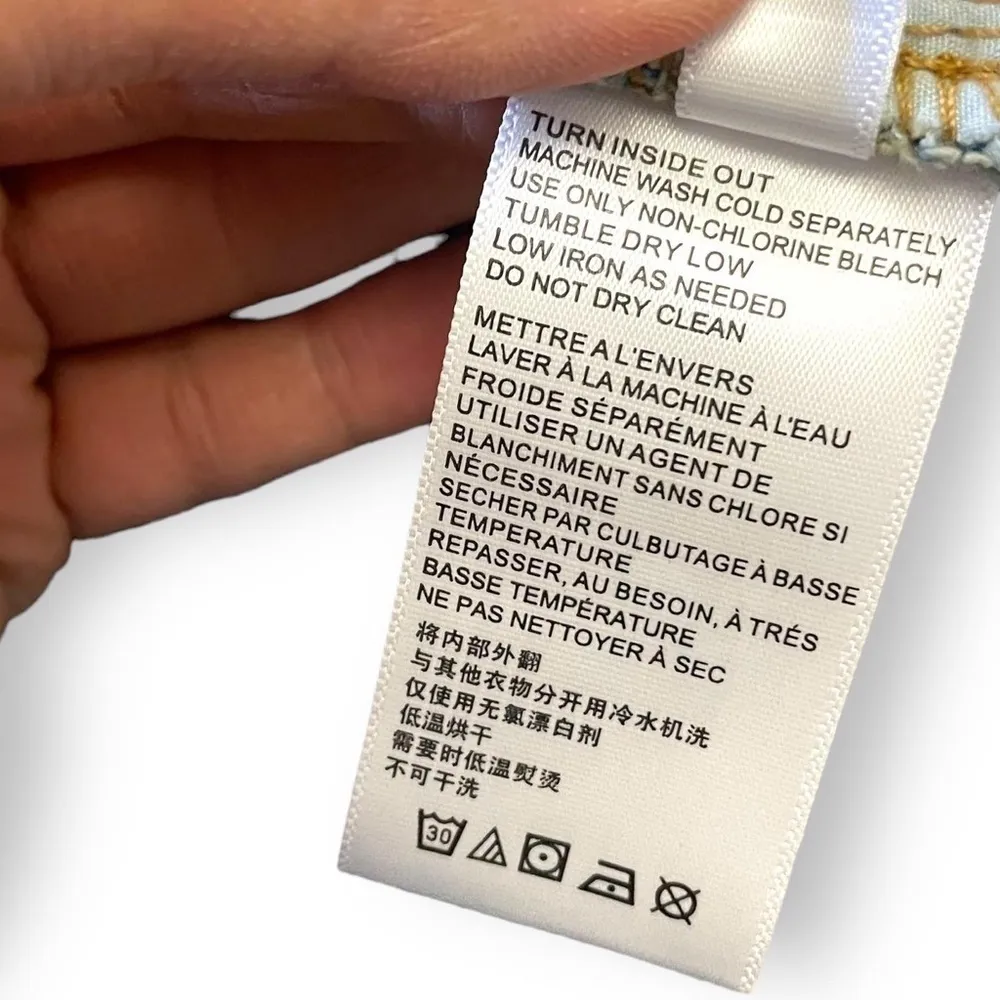 TURN INSIDE OUT
MACHINE WASH COLD SEPARATELY
USE ONLY NON-CHLORINE BLEACH
TUMBLE DRY LOW
LOW IRON AS NEEDED
DO NOT DRY CLEAN
METTRE A L'ENVERS
LAVER À LA MACHINE À L'EAU
FROIDE SÉPARÉMENT
UTILISER UN AGENT DE
BLANCHIMENT SANS CHLORE SI
NÉCESSAIRE
SECHER PAR CULBUTAGE À BASSE
TEMPERATURE
REPASSER, AU BESOIN, À TRÉS
BASSE TEMPÉRATURE
NE PAS NETTOYER À SEC
将内部外翻
与其他衣物分开用冷水机洗
仅使用无氯漂白剂
低温烘干
需要时低温熨烫
不可干洗
30